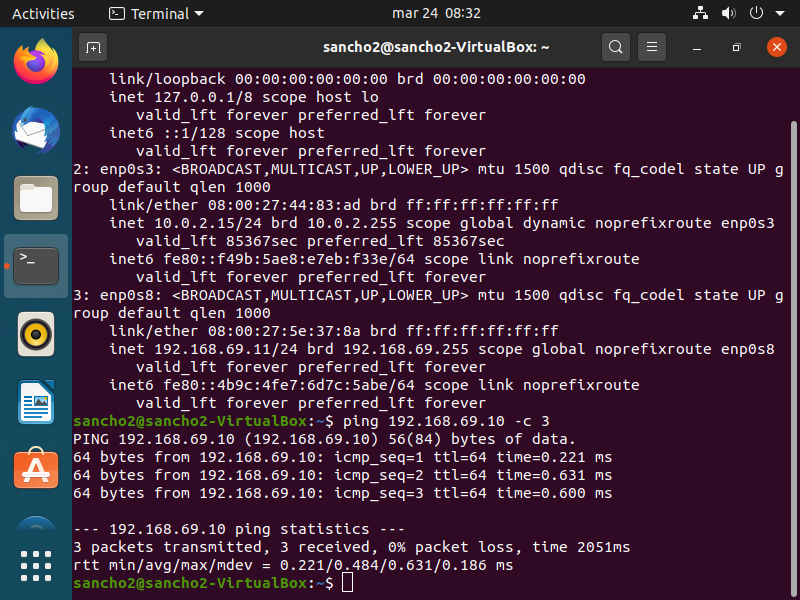 Activities
Terminal
mar 24 08:32
sancho2@sancho2-VirtualBox: ~
    link/loopback 00:00:00:00:00:00 brd 00:00:00:00:00:00
    inet 127.0.0.1/8 scope host lo
       valid_lft forever preferred_lft forever
    inet6 ::1/128 scope host
       valid_lft forever preferred_lft forever
2: enp0s3: <BROADCAST,MULTICAST,UP,LOWER_UP> mtu 1500 qdisc fq_codel state UP g
roup default qlen 1000
    link/ether 08:00:27:44:83:ad brd ff:ff:ff:ff:ff:ff
    inet 10.0.2.15/24 brd 10.0.2.255 scope global dynamic noprefixroute enp0s3
       valid_lft 85367sec preferred_lft 85367sec
    inet6 fe80::f49b:5ae8:e7eb:f33e/64 scope link noprefixroute
       valid_lft forever preferred_lft forever
3: enp0s8: <BROADCAST,MULTICAST,UP,LOWER_UP> mtu 1500 qdisc fq_codel state UP g
roup default qlen 1000
    link/ether 08:00:27:5e:37:8a brd ff:ff:ff:ff:ff:ff
    inet 192.168.69.11/24 brd 192.168.69.255 scope global noprefixroute enp0s8
       valid_lft forever preferred_lft forever
    inet6 fe80::4b9c:4fe7:6d7c:5abe/64 scope link noprefixroute
       valid_lft forever preferred_lft forever
sancho2@sancho2-VirtualBox:~$ ping 192.168.69.10 -c 3
PING 192.168.69.10 (192.168.69.10) 56(84) bytes of data.
64 bytes from 192.168.69.10: icmp_seq=1 ttl=64 time=0.221 ms
64 bytes from 192.168.69.10: icmp_seq=2 ttl=64 time=0.631 ms
64 bytes from 192.168.69.10: icmp_seq=3 ttl=64 time=0.600 ms

--- 192.168.69.10 ping statistics ---
3 packets transmitted, 3 received, 0% packet loss, time 2051ms
rtt min/avg/max/mdev = 0.221/0.484/0.631/0.186 ms
sancho2@sancho2-VirtualBox:~$